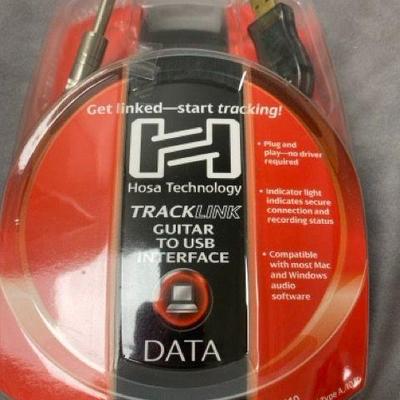 Get linked—start tracking!
Hosa Technology
TRACKLINK
GUITAR
TO USB
INTERFACE
DATA
• Plug and
play—no driver
required
• Indicator light
indicates secure
connection and
recording status
• Compatible
with most Mac
and Windows
audio
software
Type A